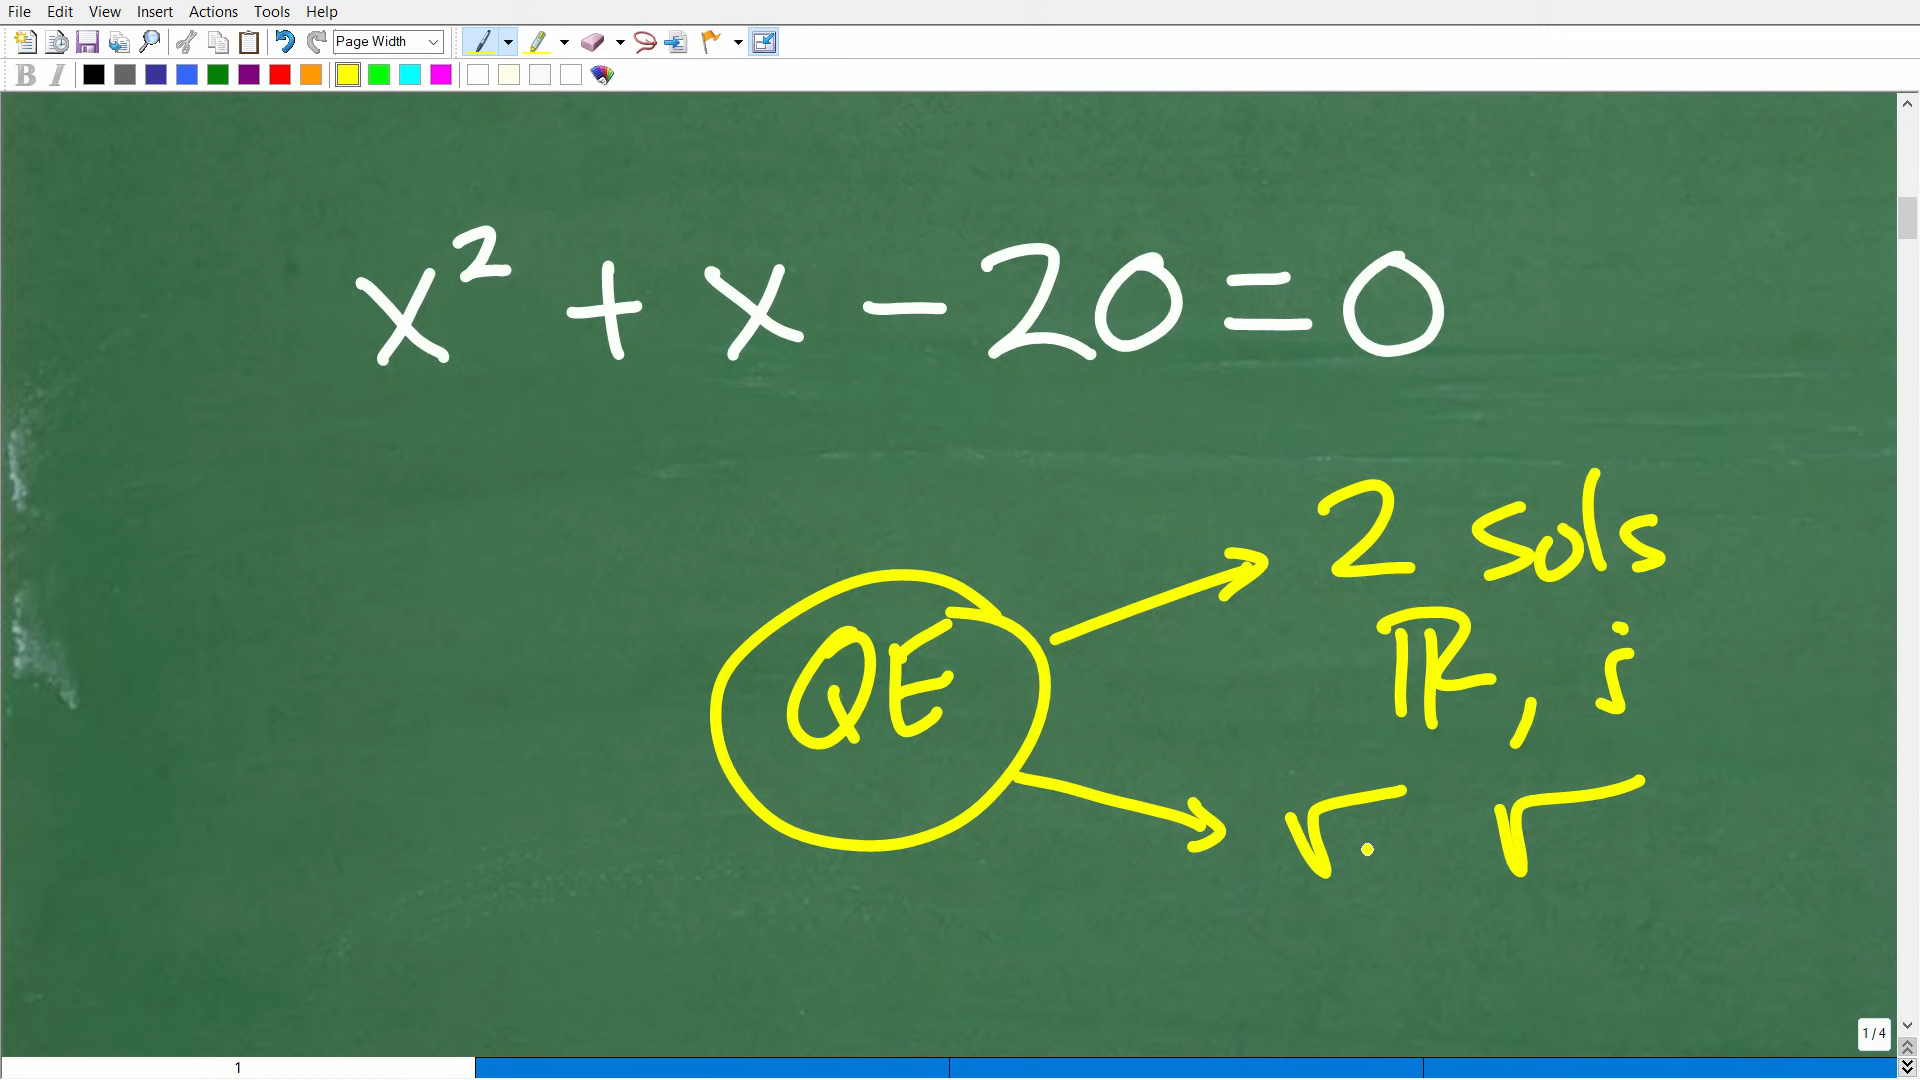 File Edit View Insert Actions Tools Help
Page Width
B I
x² + x - 20 = 0
2 sols
QE
ℝ, i
√ √
1 / 4
1